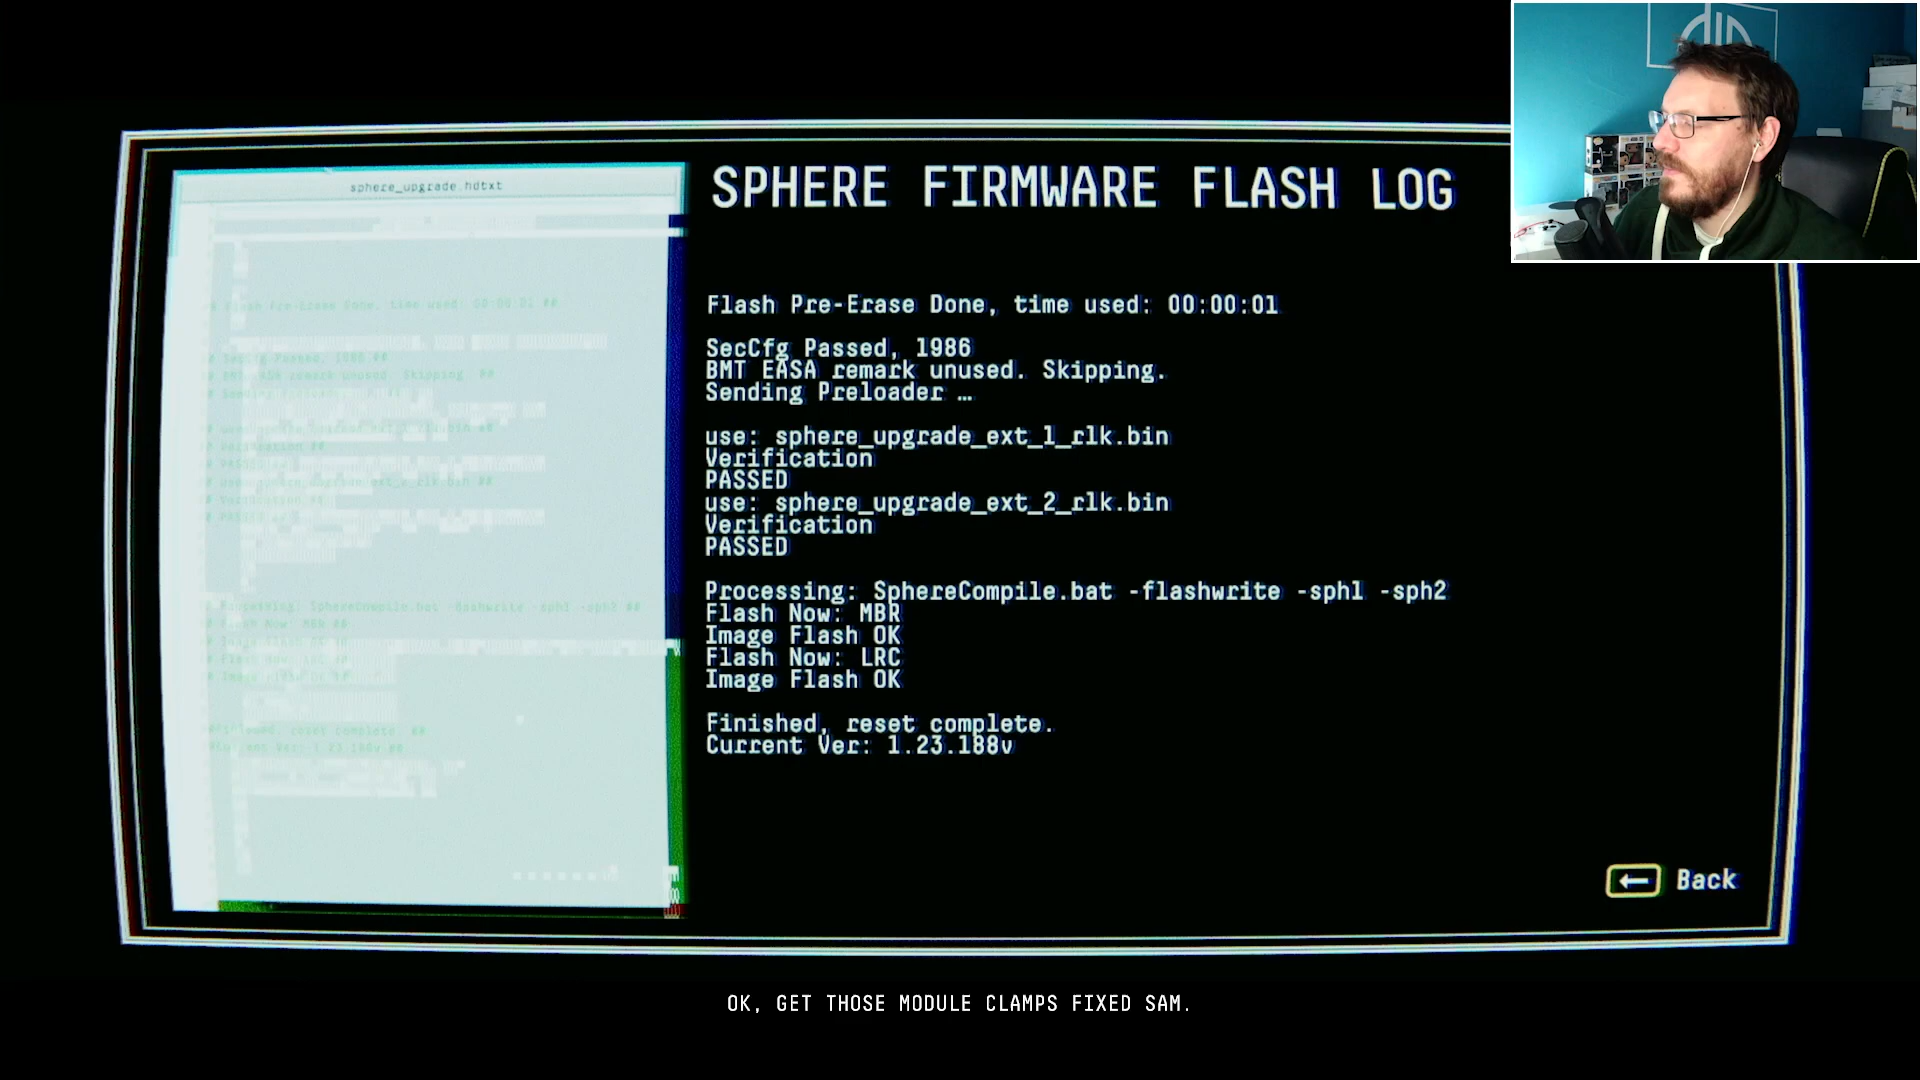 sphere_upgrade.hdtxt
SPHERE FIRMWARE FLASH LOG
Flash Pre-Erase Done, time used: 00:00:01
SecCfg Passed, 1986
BMT EASA remark unused. Skipping.
Sending Preloader …
use: sphere_upgrade_ext_1_rlk.bin
Verification
PASSED
use: sphere_upgrade_ext_2_rlk.bin
Verification
PASSED
Processing: SphereCompile.bat -flashwrite -sph1 -sph2
Flash Now: MBR
Image Flash OK
Flash Now: LRC
Image Flash OK
Finished, reset complete.
Current Ver: 1.23.188v
Back
OK, GET THOSE MODULE CLAMPS FIXED SAM.